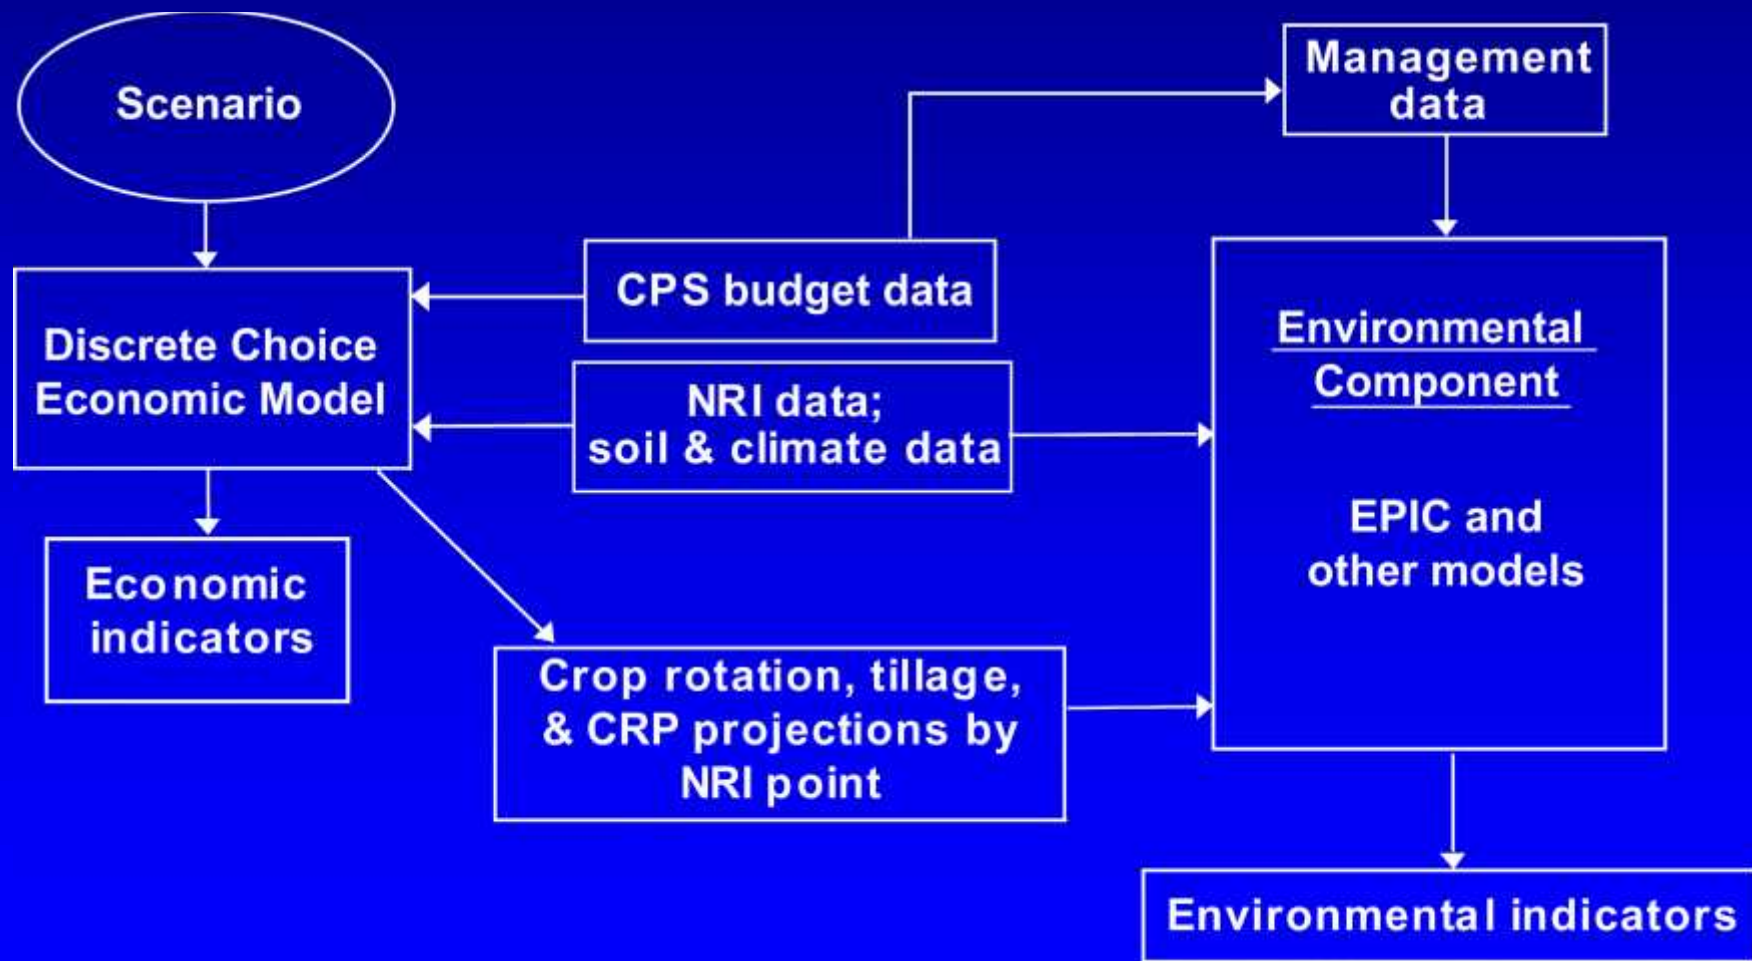 Scenario
Management
data
CPS budget data
Discrete Choice
Economic Model
NRI data;
soil & climate data
Environmental
Component
EPIC and
other models
Economic
indicators
Crop rotation, tillage,
& CRP projections by
NRI point
Environmental indicators